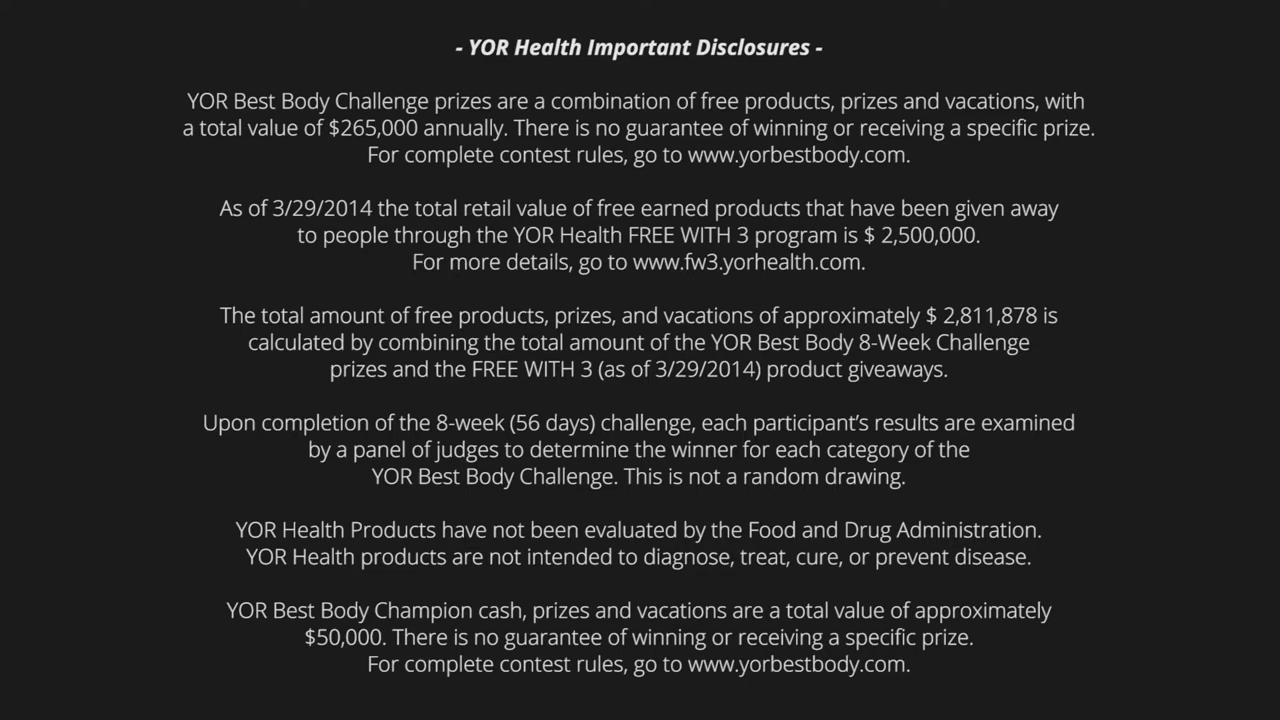 - YOR Health Important Disclosures -
YOR Best Body Challenge prizes are a combination of free products, prizes and vacations, with
a total value of $265,000 annually. There is no guarantee of winning or receiving a specific prize.
For complete contest rules, go to www.yorbestbody.com.
As of 3/29/2014 the total retail value of free earned products that have been given away
to people through the YOR Health FREE WITH 3 program is $ 2,500,000.
For more details, go to www.fw3.yorhealth.com.
The total amount of free products, prizes, and vacations of approximately $ 2,811,878 is
calculated by combining the total amount of the YOR Best Body 8-Week Challenge
prizes and the FREE WITH 3 (as of 3/29/2014) product giveaways.
Upon completion of the 8-week (56 days) challenge, each participant's results are examined
by a panel of judges to determine the winner for each category of the
YOR Best Body Challenge. This is not a random drawing.
YOR Health Products have not been evaluated by the Food and Drug Administration.
YOR Health products are not intended to diagnose, treat, cure, or prevent disease.
YOR Best Body Champion cash, prizes and vacations are a total value of approximately
$50,000. There is no guarantee of winning or receiving a specific prize.
For complete contest rules, go to www.yorbestbody.com.